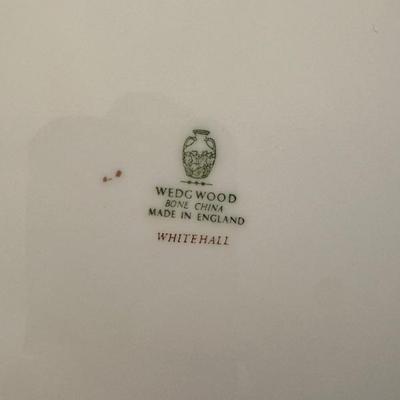 WEDGWOOD
BONE CHINA
MADE IN ENGLAND
WHITEHALL